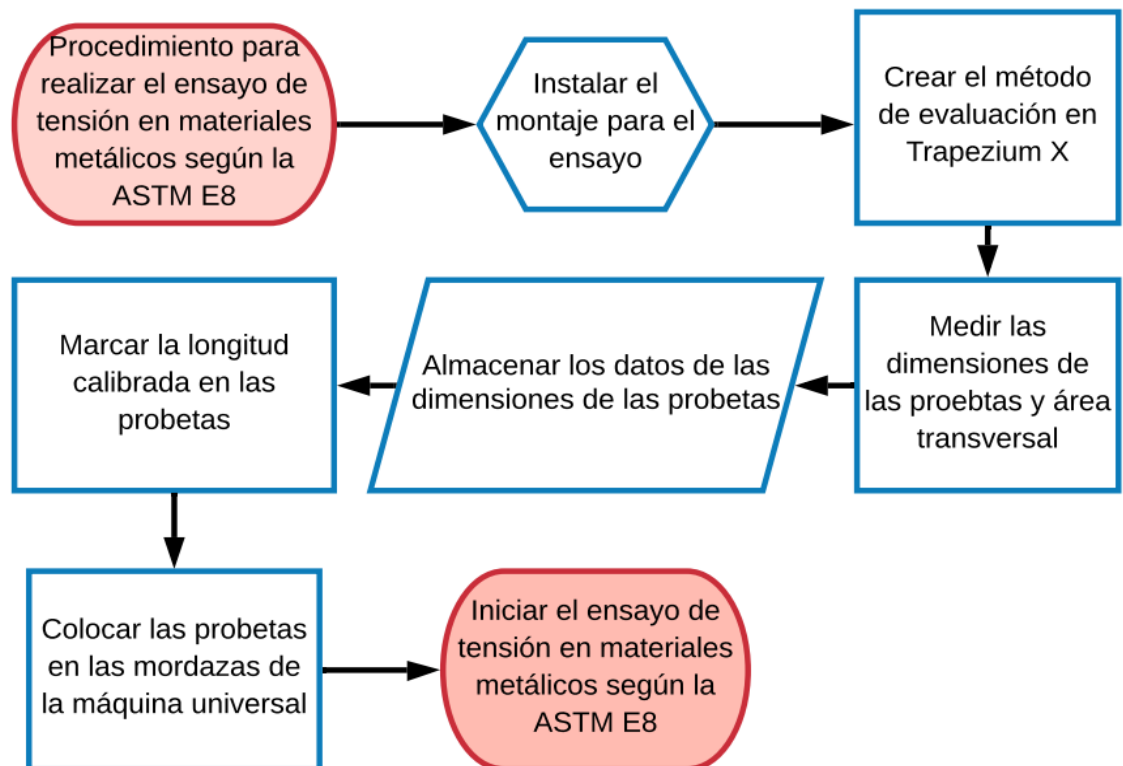 Procedimiento para
realizar el ensayo de
tensión en materiales
metálicos según la
ASTM E8
Instalar el
montaje para el
ensayo
Crear el método
de evaluación en
Trapezium X
Medir las
dimensiones de
las proebtas y área
transversal
Almacenar los datos de las
dimensiones de las probetas
Marcar la longitud
calibrada en las
probetas
Colocar las probetas
en las mordazas de
la máquina universal
Iniciar el ensayo de
tensión en materiales
metálicos según la
ASTM E8